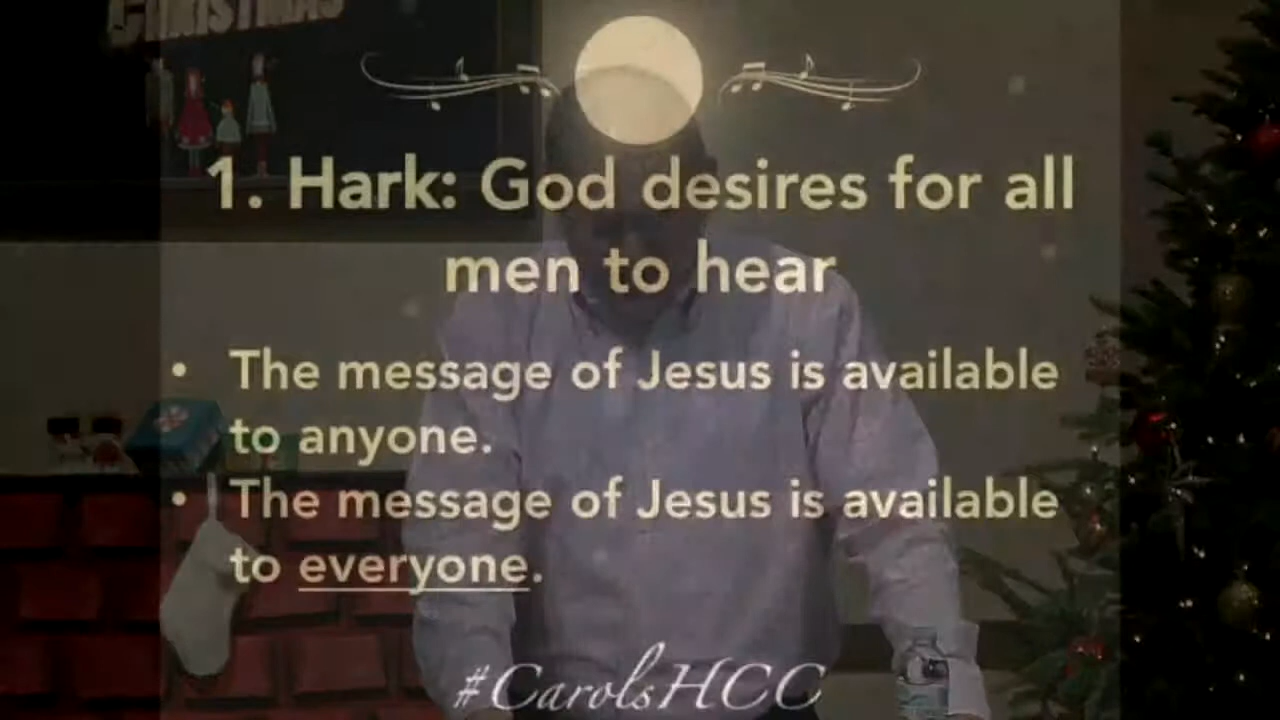 CHRISTMAS
1. Hark: God desires for all
men to hear
• The message of Jesus is available
to anyone.
• The message of Jesus is available
to everyone.
#CarolsHCC